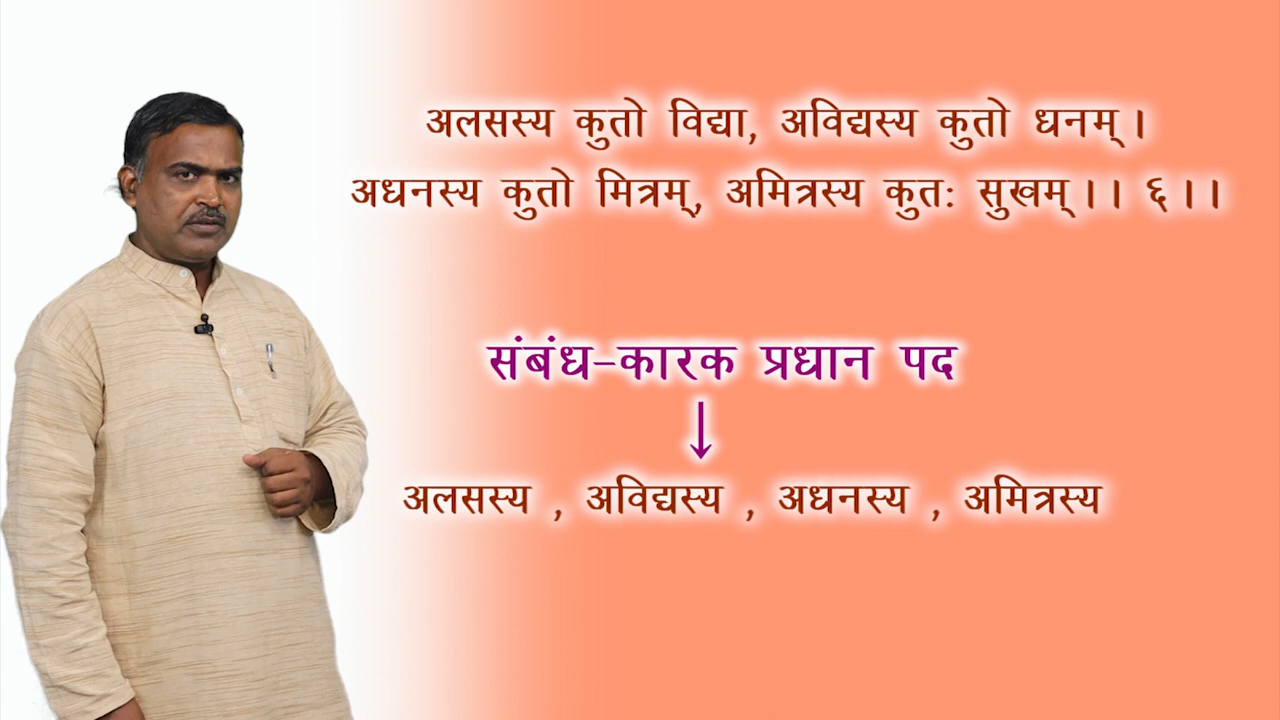 अलसस्य कुतो विद्या, अविद्यस्य कुतो धनम्।
अधनस्य कुतो मित्रम्, अमित्रस्य कुतः सुखम्।। ६।।
संबंध-कारक प्रधान पद
↓
अलसस्य , अविद्यस्य , अधनस्य , अमित्रस्य